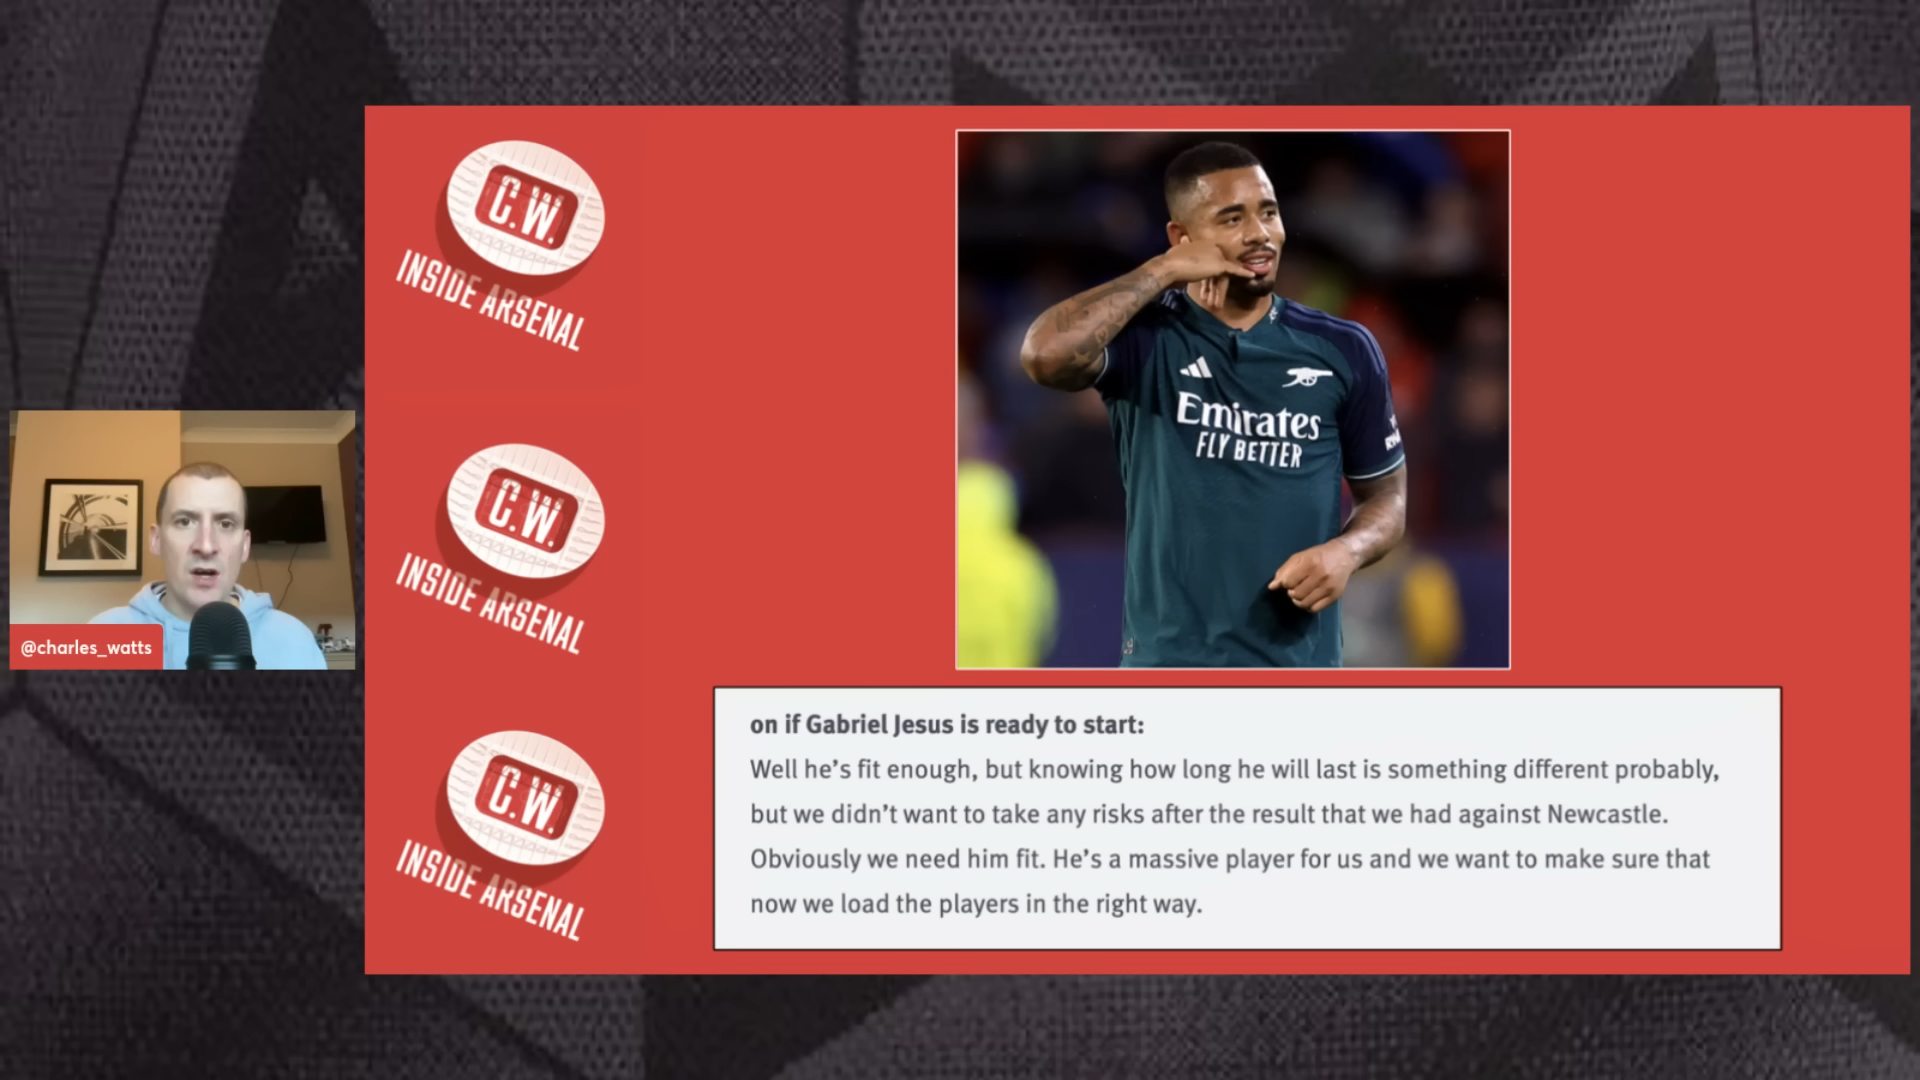 C.W.
INSIDE ARSENAL
C.W.
INSIDE ARSENAL
C.W.
INSIDE ARSENAL
Emirates
FLY BETTER
@charles_watts
on if Gabriel Jesus is ready to start:
Well he's fit enough, but knowing how long he will last is something different probably,
but we didn't want to take any risks after the result that we had against Newcastle.
Obviously we need him fit. He's a massive player for us and we want to make sure that
now we load the players in the right way.